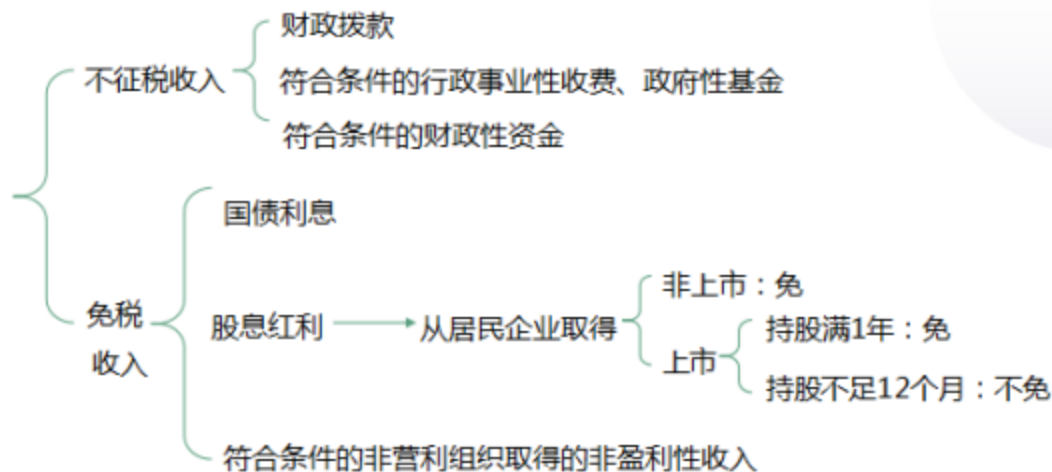 财政拨款
不征税收入
符合条件的行政事业性收费、政府性基金
符合条件的财政性资金
国债利息
免税
收入
股息红利
从居民企业取得
非上市：免
上市
持股满1年：免
持股不足12个月：不免
符合条件的非营利组织取得的非盈利性收入